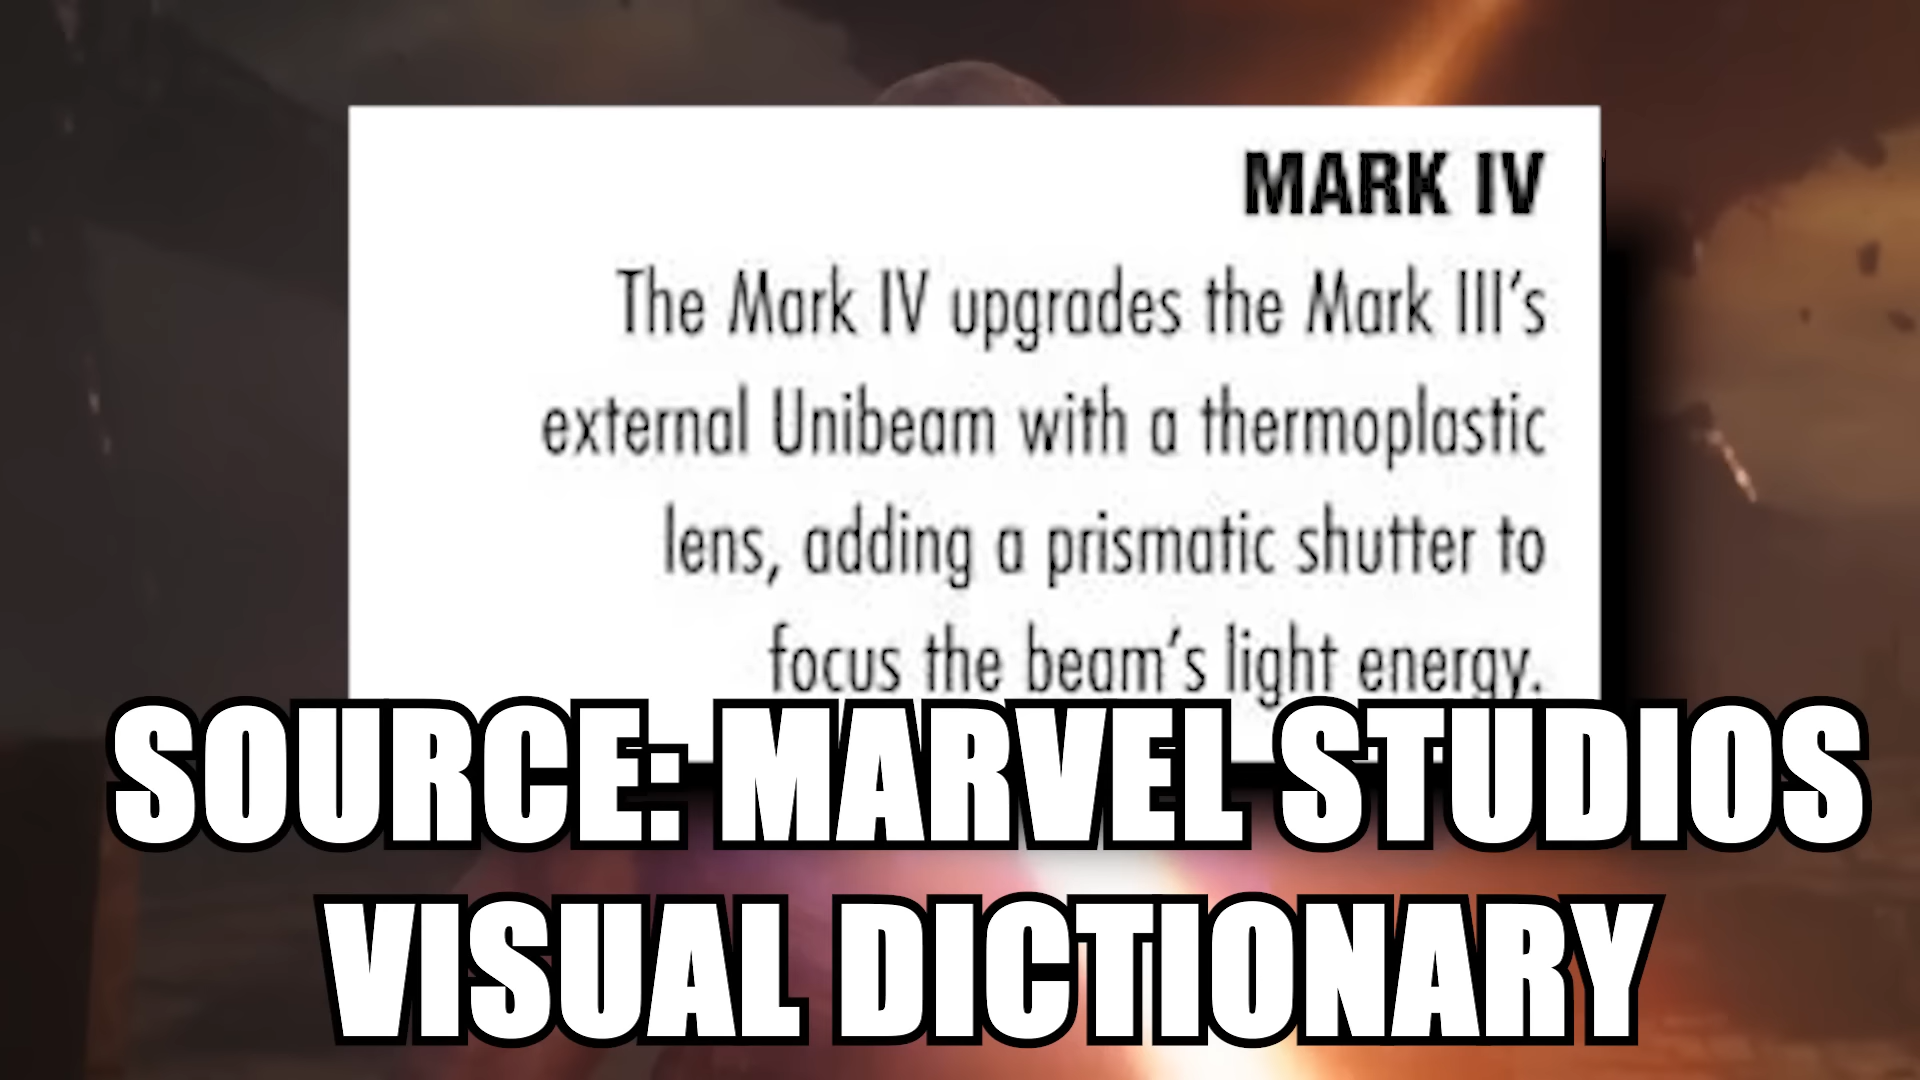 MARK IV
The Mark IV upgrades the Mark III's
external Unibeam with a thermoplastic
lens, adding a prismatic shutter to
focus the beam's light energy.
SOURCE: MARVEL STUDIOS
VISUAL DICTIONARY